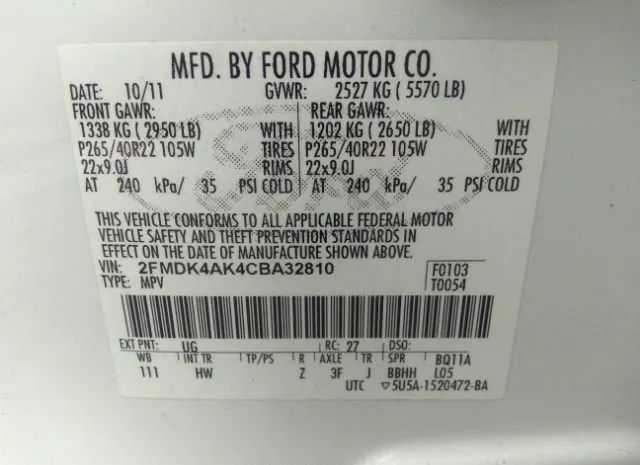 MFD. BY FORD MOTOR CO.
DATE: 10/11 GVWR: 2527 KG ( 5570 LB)
FRONT GAWR: REAR GAWR:
1338 KG ( 2950 LB) WITH 1202 KG ( 2650 LB) WITH
P265/40R22 105W TIRES P265/40R22 105W TIRES
22x9.0J RIMS 22x9.0J RIMS
AT 240 kPa/ 35 PSI COLD AT 240 kPa/ 35 PSI COLD
THIS VEHICLE CONFORMS TO ALL APPLICABLE FEDERAL MOTOR
VEHICLE SAFETY AND THEFT PREVENTION STANDARDS IN
EFFECT ON THE DATE OF MANUFACTURE SHOWN ABOVE.
VIN: 2FMDK4AK4CBA32810 F0103
TYPE: MPV T0054
EXT PNT: UG RC: 27 DSO:
WB INT TR TP/PS R AXLE TR SPR BQ11A
111 HW Z 3F J BBHH L05
UTC ▽5U5A-1520472-BA